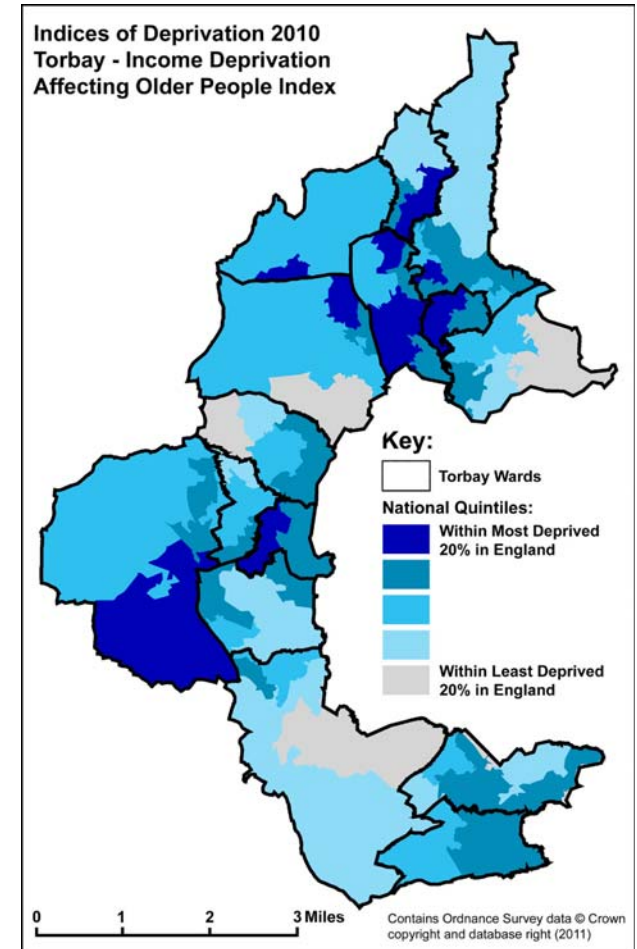 Indices of Deprivation 2010
Torbay - Income Deprivation
Affecting Older People Index
Key:
Torbay Wards
National Quintiles:
Within Most Deprived
20% in England
Within Least Deprived
20% in England
0 1 2 3 Miles
Contains Ordnance Survey data © Crown
copyright and database right (2011)